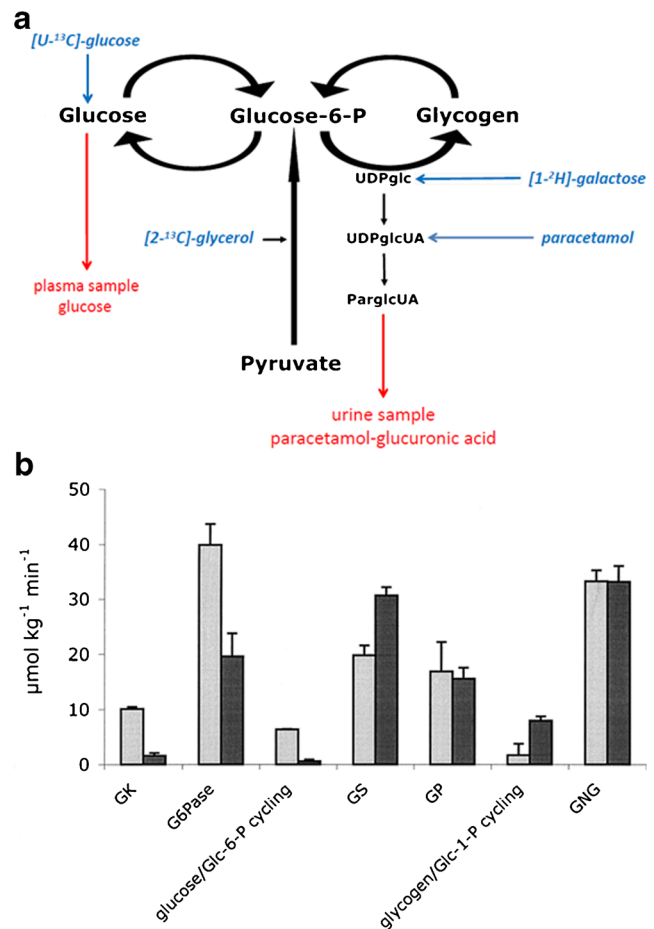 a
[U-¹³C]-glucose
Glucose
Glucose-6-P
Glycogen
UDPglc
[1-²H]-galactose
[2-¹³C]-glycerol
UDPglcUA
paracetamol
plasma sample
glucose
ParglcUA
Pyruvate
urine sample
paracetamol-glucuronic acid
b
µmol kg⁻¹ min⁻¹
50
40
30
20
10
0
GK
G6Pase
glucose/Glc-6-P cycling
GS
GP
glycogen/Glc-1-P cycling
GNG